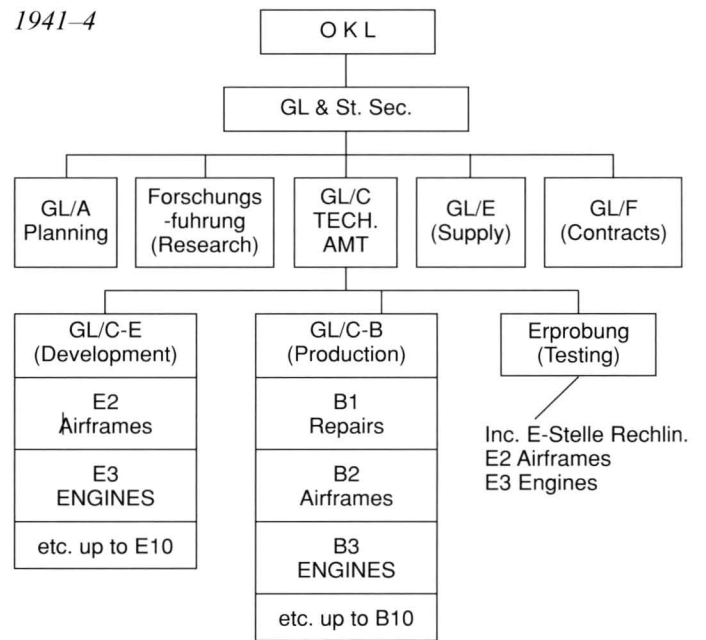 1941–4
O K L
GL & St. Sec.
GL/A
Planning
Forschungs
-fuhrung
(Research)
GL/C
TECH.
AMT
GL/E
(Supply)
GL/F
(Contracts)
GL/C-E
(Development)
E2
Airframes
E3
ENGINES
etc. up to E10
GL/C-B
(Production)
B1
Repairs
B2
Airframes
B3
ENGINES
etc. up to B10
Erprobung
(Testing)
Inc. E-Stelle Rechlin.
E2 Airframes
E3 Engines